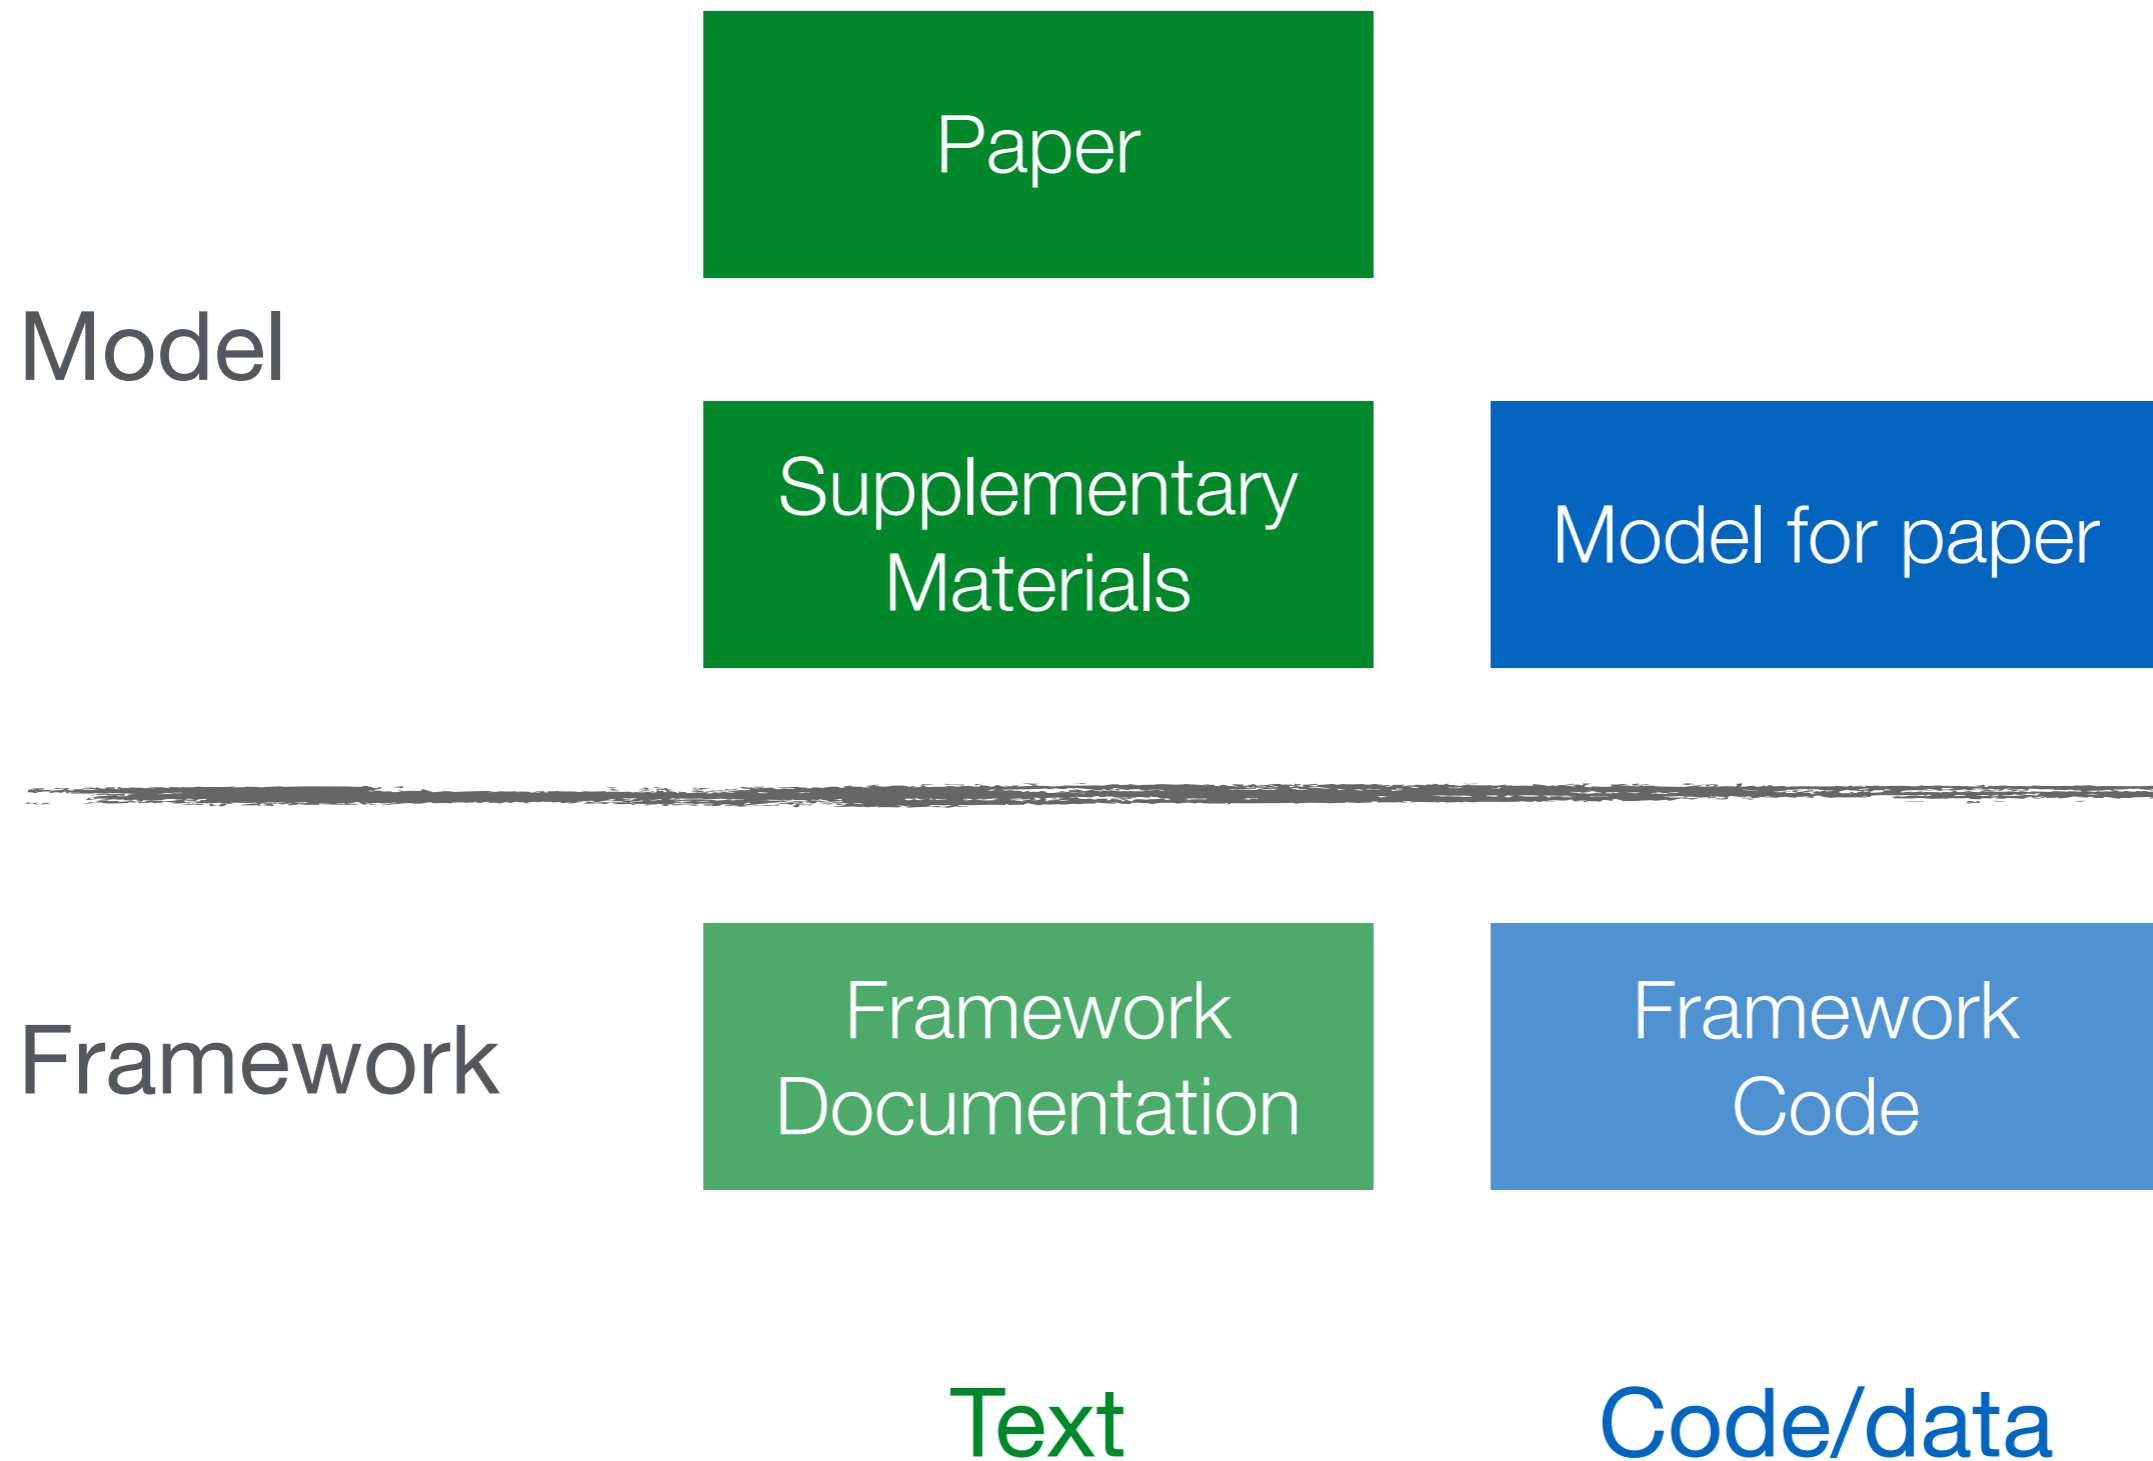 Paper
Model
Supplementary
Materials
Model for paper
Framework
Framework
Documentation
Framework
Code
Text
Code/data